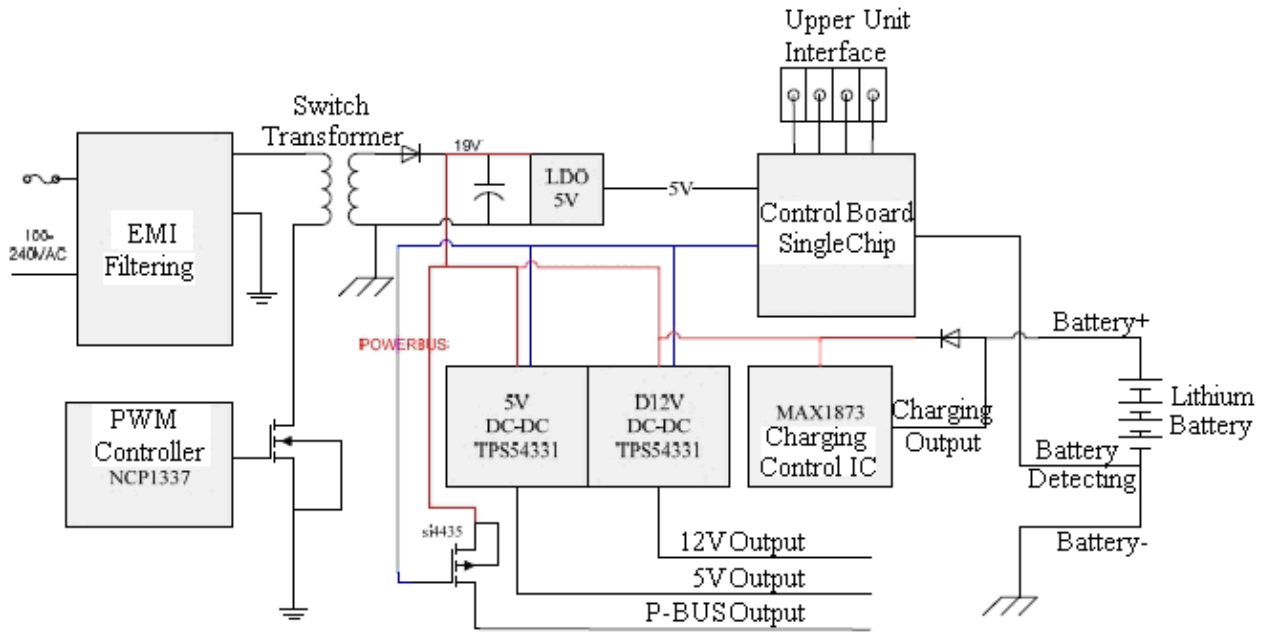 Upper Unit
Interface
Switch
Transformer
19V
LDO
5V
5V
Control Board
SingleChip
EMI
Filtering
100-
240VAC
POWERBUS
Battery+
PWM
Controller
NCP1337
5V
DC-DC
TPS54331
D12V
DC-DC
TPS54331
MAX1873
Charging
Control IC
Charging
Output
Lithium
Battery
Battery
Detecting
si4435
12V Output
Battery-
5V Output
P-BUS Output